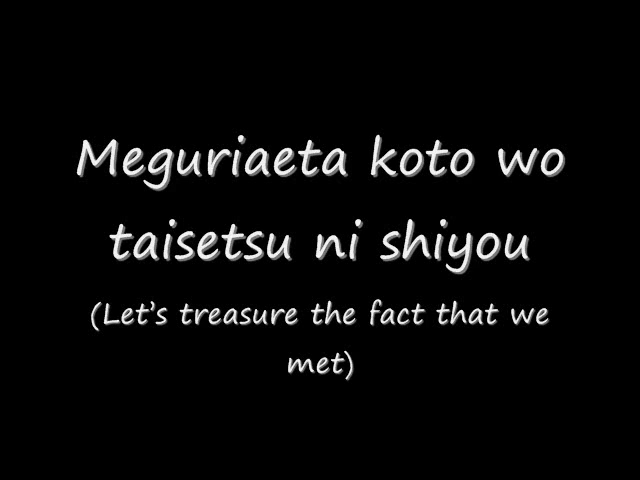 Meguriaeta koto wo
taisetsu ni shiyou
(Let's treasure the fact that we
met)